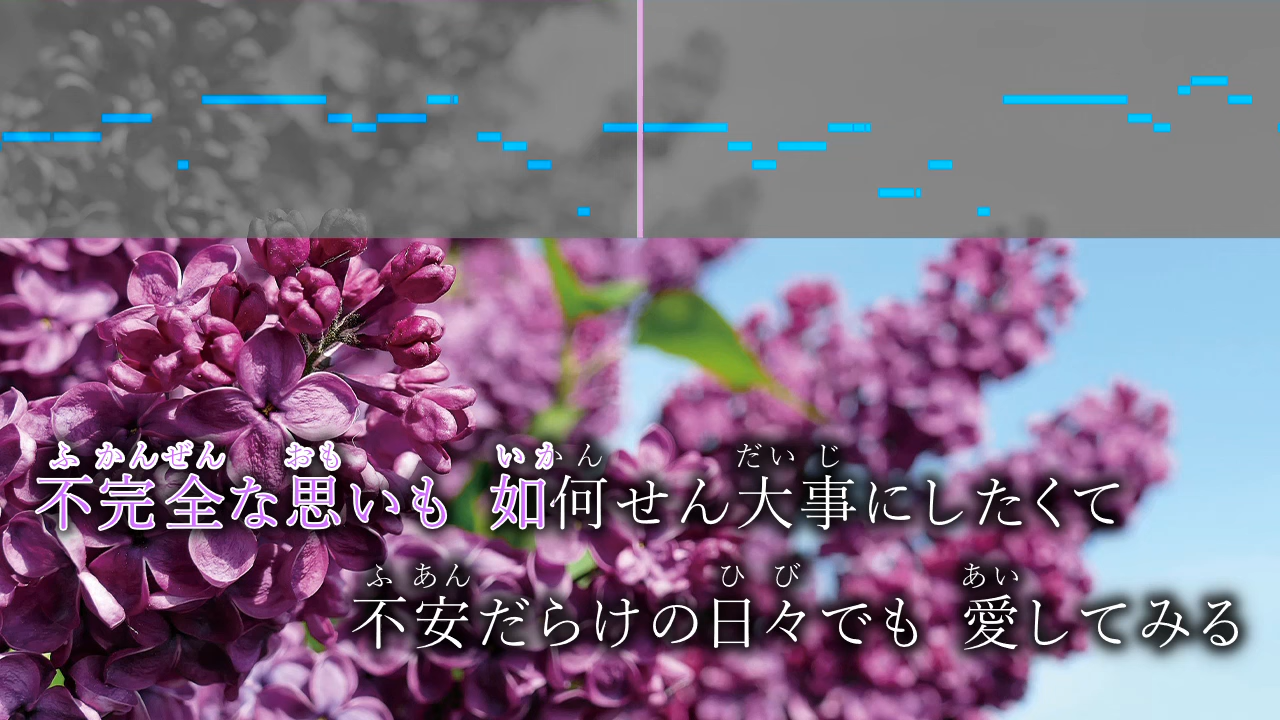 ふ かんぜん おも いかん だい じ
不完全な思いも 如何せん大事にしたくて
ふ あん ひ び あい
不安だらけの日々でも 愛してみる